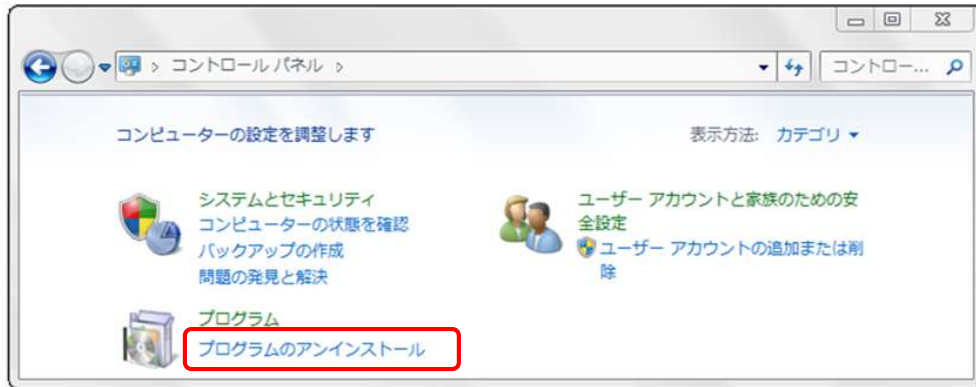 コントロール パネル
コントロー...
コンピューターの設定を調整します
表示方法: カテゴリ
システムとセキュリティ
コンピューターの状態を確認
バックアップの作成
問題の発見と解決
ユーザー アカウントと家族のための安
全設定
ユーザー アカウントの追加または削
除
プログラム
プログラムのアンインストール